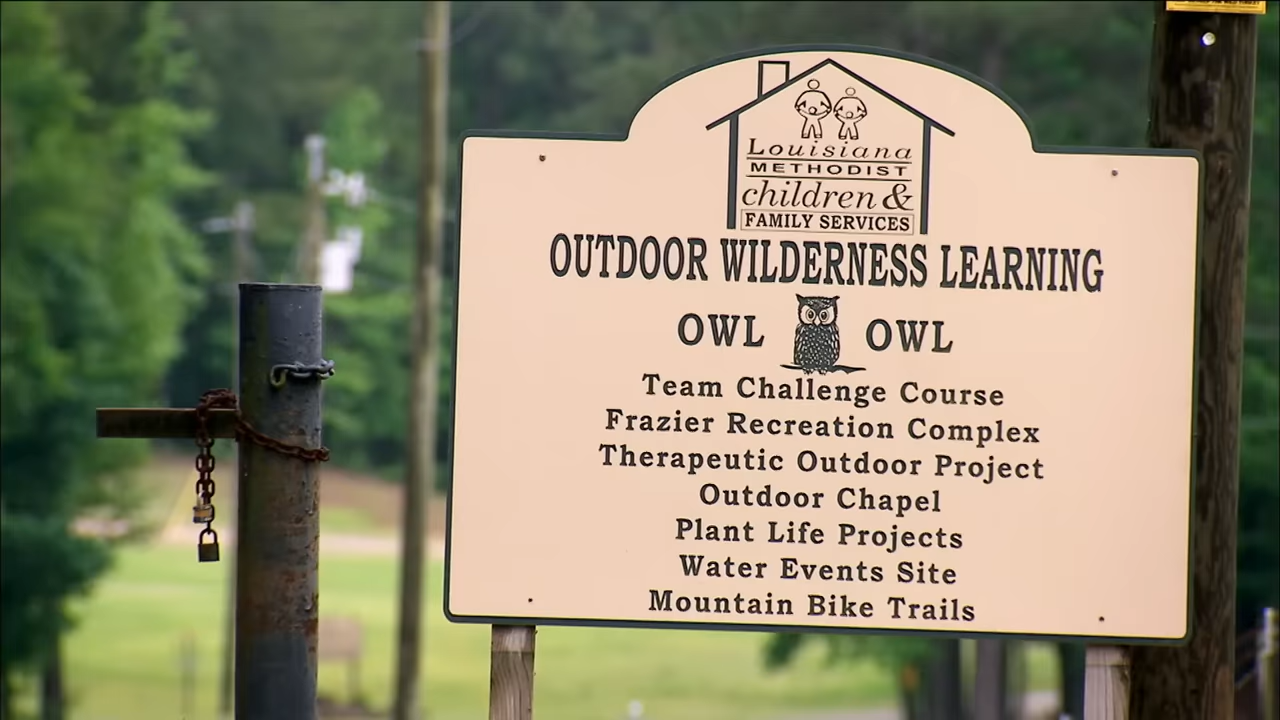 Louisiana
METHODIST
children &
FAMILY SERVICES
OUTDOOR WILDERNESS LEARNING
OWL OWL
Team Challenge Course
Frazier Recreation Complex
Therapeutic Outdoor Project
Outdoor Chapel
Plant Life Projects
Water Events Site
Mountain Bike Trails